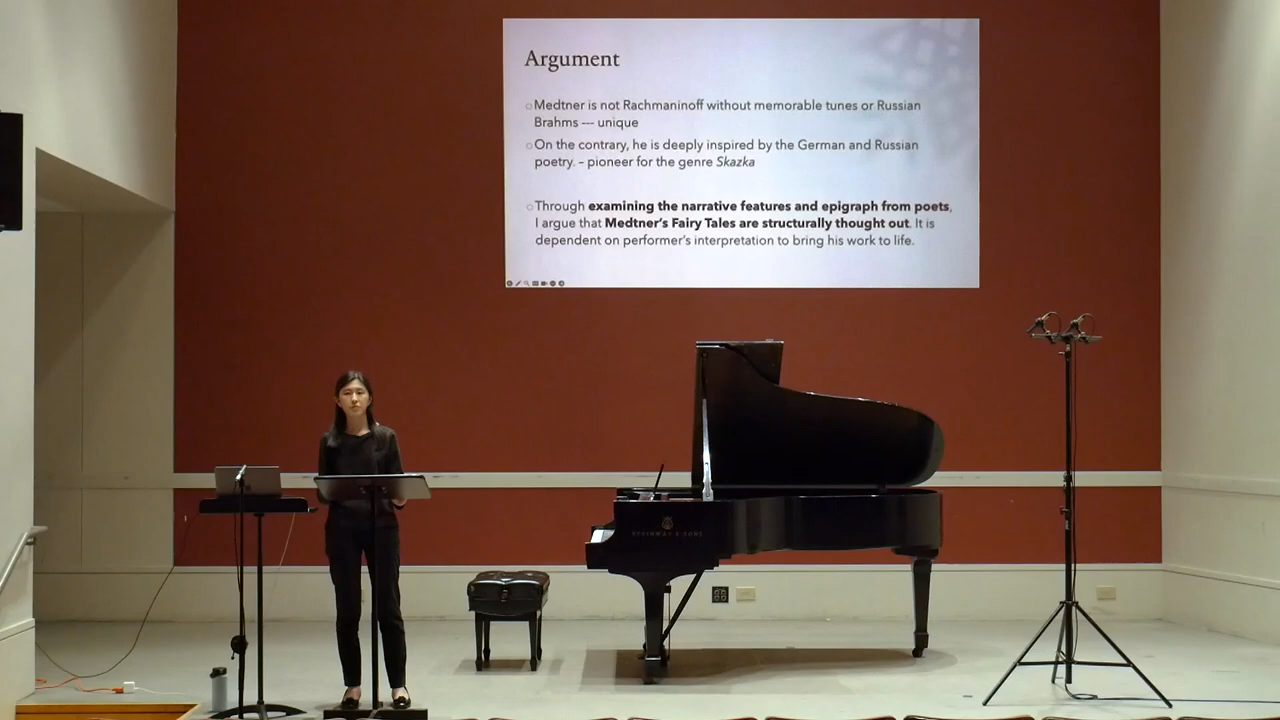 Argument
Medtner is not Rachmaninoff without memorable tunes or Russian
Brahms --- unique
On the contrary, he is deeply inspired by the German and Russian
poetry. – pioneer for the genre Skazka
Through examining the narrative features and epigraph from poets,
I argue that Medtner's Fairy Tales are structurally thought out. It is
dependent on performer's interpretation to bring his work to life.
STEINWAY & SONS